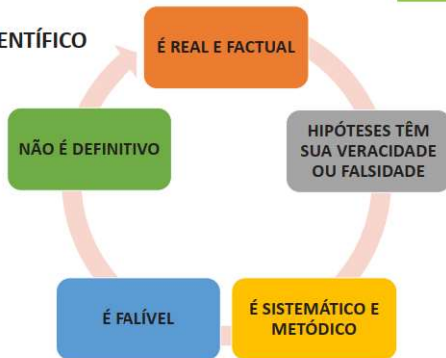 ENTÍFICO
É REAL E FACTUAL
HIPÓTESES TÊM
SUA VERACIDADE
OU FALSIDADE
É SISTEMÁTICO E
METÓDICO
É FALÍVEL
NÃO É DEFINITIVO